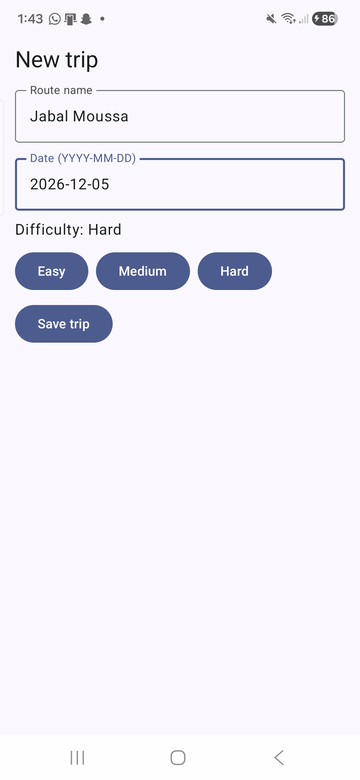 1:43
86
New trip
Route name
Jabal Moussa
Date (YYYY-MM-DD)
2026-12-05
Difficulty: Hard
Easy Medium Hard
Save trip